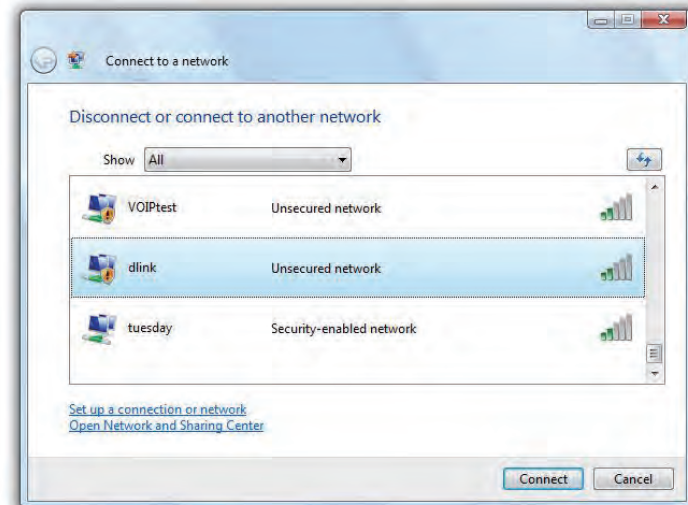 Connect to a network
Disconnect or connect to another network
Show All
VOIPtest Unsecured network
dlink Unsecured network
tuesday Security-enabled network
Set up a connection or network
Open Network and Sharing Center
Connect Cancel